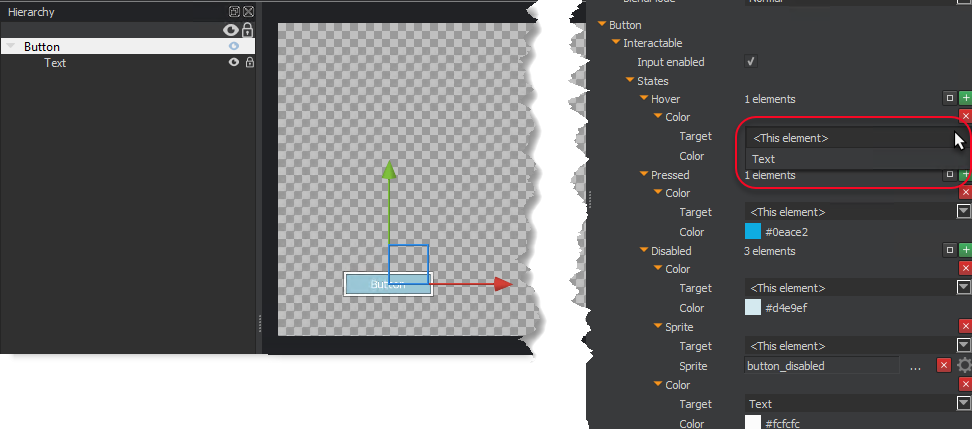 Hierarchy
Button
Text
Button
BlendMode Normal
Button
Interactable
Input enabled
States
Hover 1 elements
Color
Target <This element>
Color Text
Pressed 1 elements
Color
Target <This element>
Color #0eace2
Disabled 3 elements
Color
Target <This element>
Color #d4e9ef
Sprite
Target <This element>
Sprite button_disabled ...
Color
Target Text
Color #fcfcfc